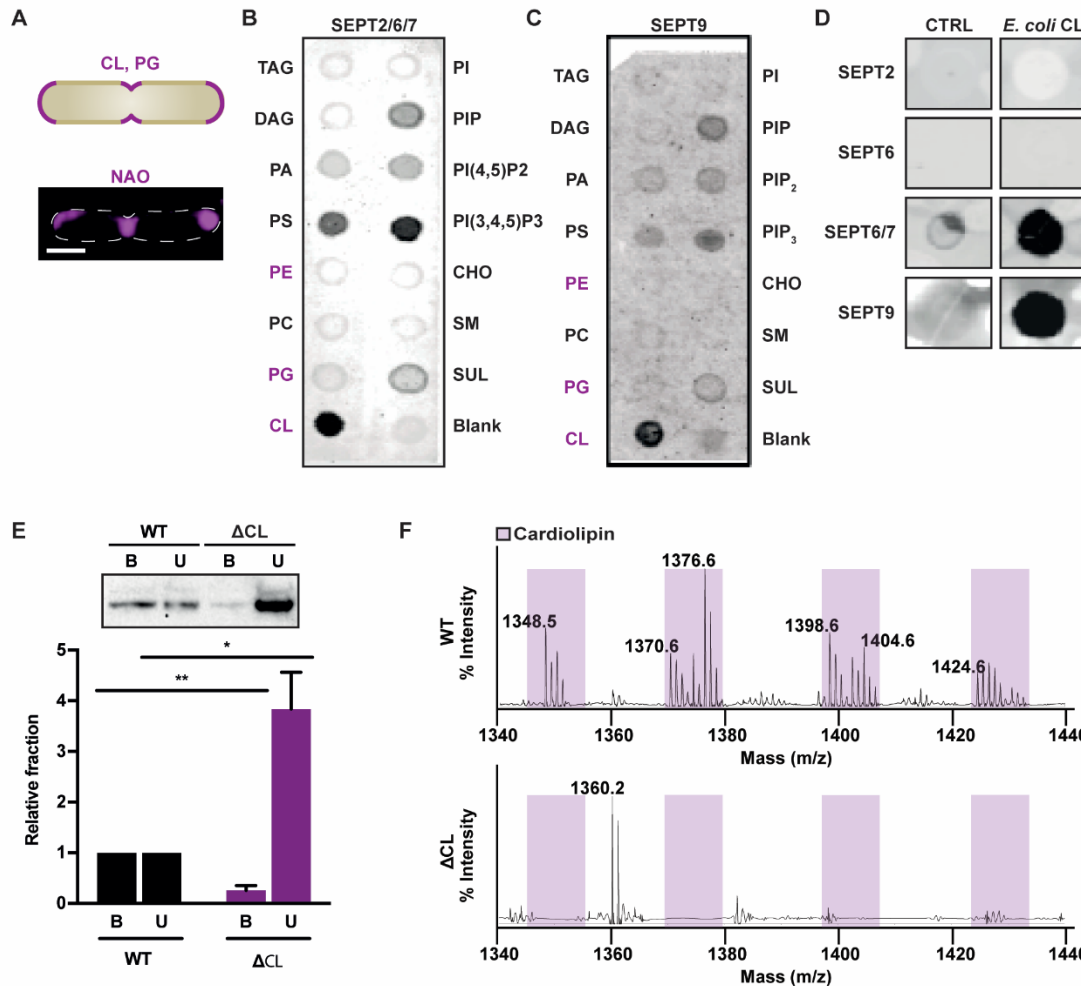 A
CL, PG
NAO
B
SEPT2/6/7
TAG PI
DAG PIP
PA PI(4,5)P2
PS PI(3,4,5)P3
PE CHO
PC SM
PG SUL
CL Blank
C
SEPT9
TAG PI
DAG PIP
PA PIP2
PS PIP3
PE CHO
PC SM
PG SUL
CL Blank
D
CTRL E. coli CL
SEPT2
SEPT6
SEPT6/7
SEPT9
E
WT ΔCL
B U B U
Relative fraction
5
4
3
2
1
0
*
**
B U B U
WT ΔCL
F
Cardiolipin
WT
% Intensity
1348.5 1370.6 1376.6 1398.6 1404.6 1424.6
1340 1360 1380 1400 1420 1440
Mass (m/z)
ΔCL
% Intensity
1360.2
1340 1360 1380 1400 1420 1440
Mass (m/z)